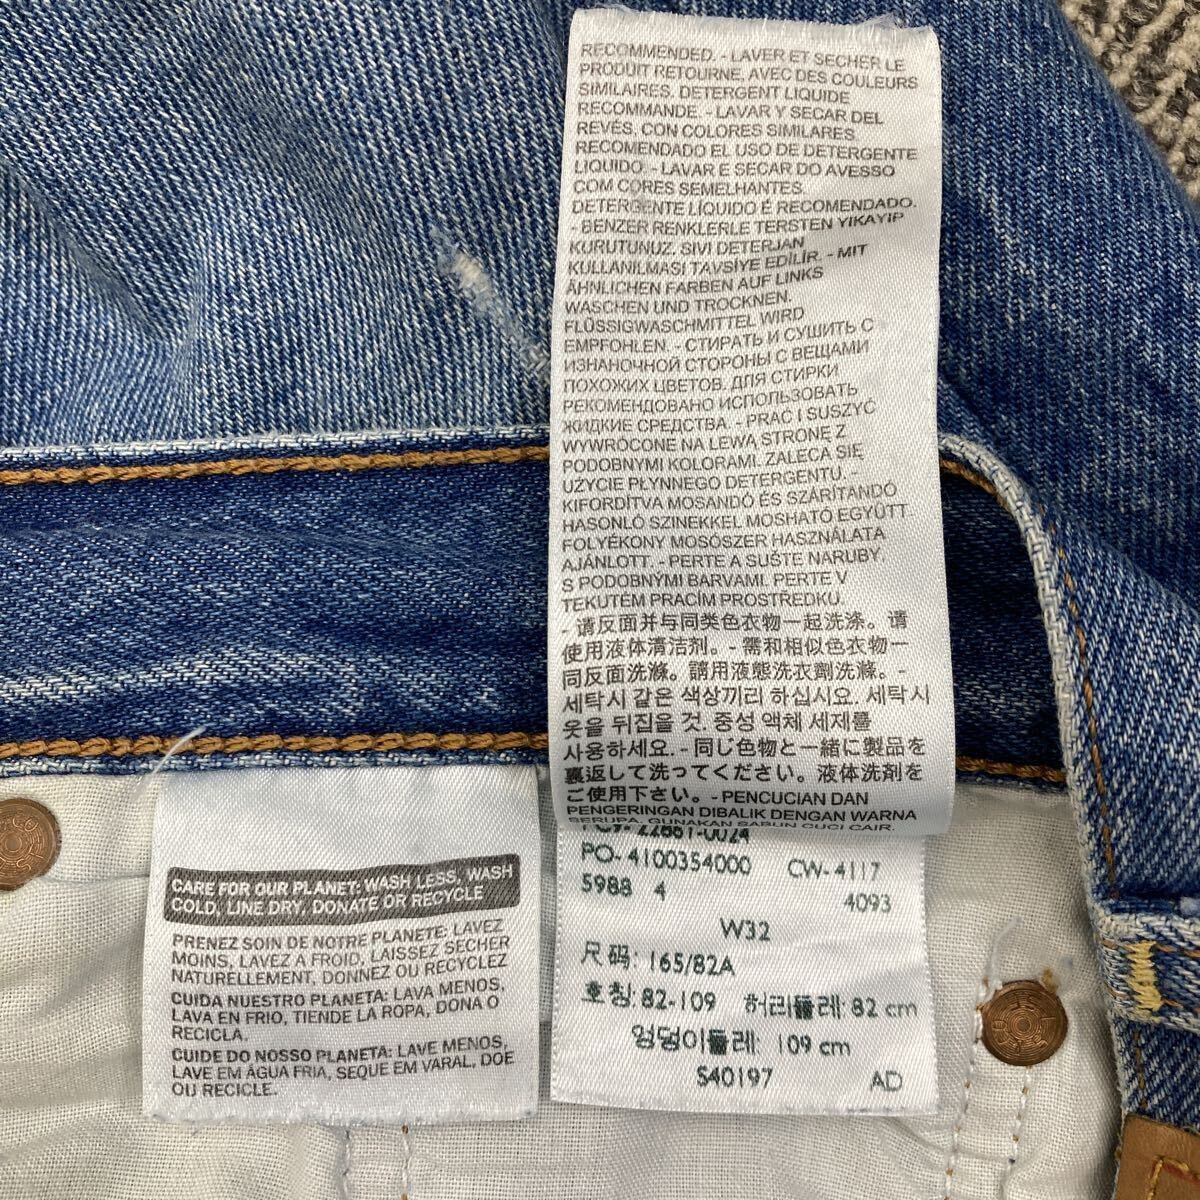 RECOMMENDED. - LAVER ET SECHER LE
PRODUIT RETOURNE, AVEC DES COULEURS
SIMILAIRES. DETERGENT LIQUIDE
RECOMMANDE. - LAVAR Y SECAR DEL
REVÉS, CON COLORES SIMILARES.
RECOMENDADO EL USO DE DETERGENTE
LIQUIDO. - LAVAR E SECAR DO AVESSO
COM CORES SEMELHANTES.
DETERGENTE LÍQUIDO É RECOMENDADO.
- BENZER RENKLERLE TERSTEN YIKAYIP
KURUTUNUZ. SIVI DETERJAN
KULLANILMASI TAVSİYE EDİLİR. - MIT
ÄHNLICHEN FARBEN AUF LINKS
WASCHEN UND TROCKNEN.
FLÜSSIGWASCHMITTEL WIRD
EMPFOHLEN. - СТИРАТЬ И СУШИТЬ С
ИЗНАНОЧНОЙ СТОРОНЫ С ВЕЩАМИ
ПОХОЖИХ ЦВЕТОВ. ДЛЯ СТИРКИ
РЕКОМЕНДОВАНО ИСПОЛЬЗОВАТЬ
ЖИДКИЕ СРЕДСТВА. - PRAĆ I SUSZYĆ
WYWRÓCONE NA LEWĄ STRONĘ Z
PODOBNYMI KOLORAMI. ZALECA SIĘ
UŻYCIE PŁYNNEGO DETERGENTU. -
KIFORDÍTVA MOSANDÓ ÉS SZÁRÍTANDÓ
HASONLÓ SZINEKKEL MOSHATÓ EGYÜTT.
FOLYÉKONY MOSÓSZER HASZNÁLATA
AJÁNLOTT. - PERTE A SUŠTE NARUBY,
S PODOBNÝMI BARVAMI. PERTE V
TEKUTÉM PRACÍM PROSTŘEDKU.
- 请反面并与同类色衣物一起洗涤。请
使用液体清洁剂。- 需和相似色衣物一
同反面洗滌。請用液態洗衣劑洗滌。-
세탁시 같은 색상끼리 하십시요. 세탁시
옷을 뒤집을 것. 중성 액체 세제를
사용하세요. - 同じ色物と一緒に製品を
裏返して洗ってください。液体洗剤を
ご使用下さい。- PENCUCIAN DAN
PENGERINGAN DIBALIK DENGAN WARNA
SERUPA. GUNAKAN SABUN CUCI CAIR.
22881-0024
PO- 4100354000 CW- 4117
5988 4 4093
W32
尺码: 165/82A
호칭: 82-109 허리둘레: 82 cm
엉덩이둘레: 109 cm
S40197 AD
CARE FOR OUR PLANET: WASH LESS, WASH
COLD, LINE DRY, DONATE OR RECYCLE
PRENEZ SOIN DE NOTRE PLANETE: LAVEZ
MOINS, LAVEZ A FROID, LAISSEZ SECHER
NATURELLEMENT, DONNEZ OU RECYCLEZ
CUIDA NUESTRO PLANETA: LAVA MENOS,
LAVA EN FRIO, TIENDE LA ROPA, DONA O
RECICLA.
CUIDE DO NOSSO PLANETA: LAVE MENOS,
LAVE EM ÁGUA FRIA, SEQUE EM VARAL, DOE
OU RECICLE.